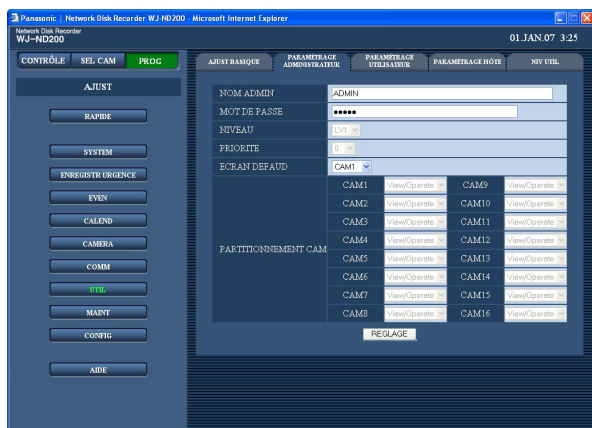 Panasonic | Network Disk Recorder WJ-ND200 - Microsoft Internet Explorer
Network Disk Recorder
WJ-ND200
01.JAN.07 3:25
CONTRÔLE SEL CAM PROG
AJUST
RAPIDE
SYSTEM
ENREGISTR URGENCE
EVEN
CALEND
CAMERA
COMM
UTIL
MAINT
CONFIG
AIDE
AJUST BASIQUE PARAMÉTRAGE ADMINISTRATEUR PARAMÉTRAGE UTILISATEUR PARAMÉTRAGE HÔTE NIV UTIL
NOM ADMIN ADMIN
MOT DE PASSE •••••
NIVEAU LV1
PRIORITE 0
ECRAN DEFAUD CAM1
PARTITIONNEMENT CAM
CAM1 View/Operate CAM9 View/Operate
CAM2 View/Operate CAM10 View/Operate
CAM3 View/Operate CAM11 View/Operate
CAM4 View/Operate CAM12 View/Operate
CAM5 View/Operate CAM13 View/Operate
CAM6 View/Operate CAM14 View/Operate
CAM7 View/Operate CAM15 View/Operate
CAM8 View/Operate CAM16 View/Operate
REGLAGE